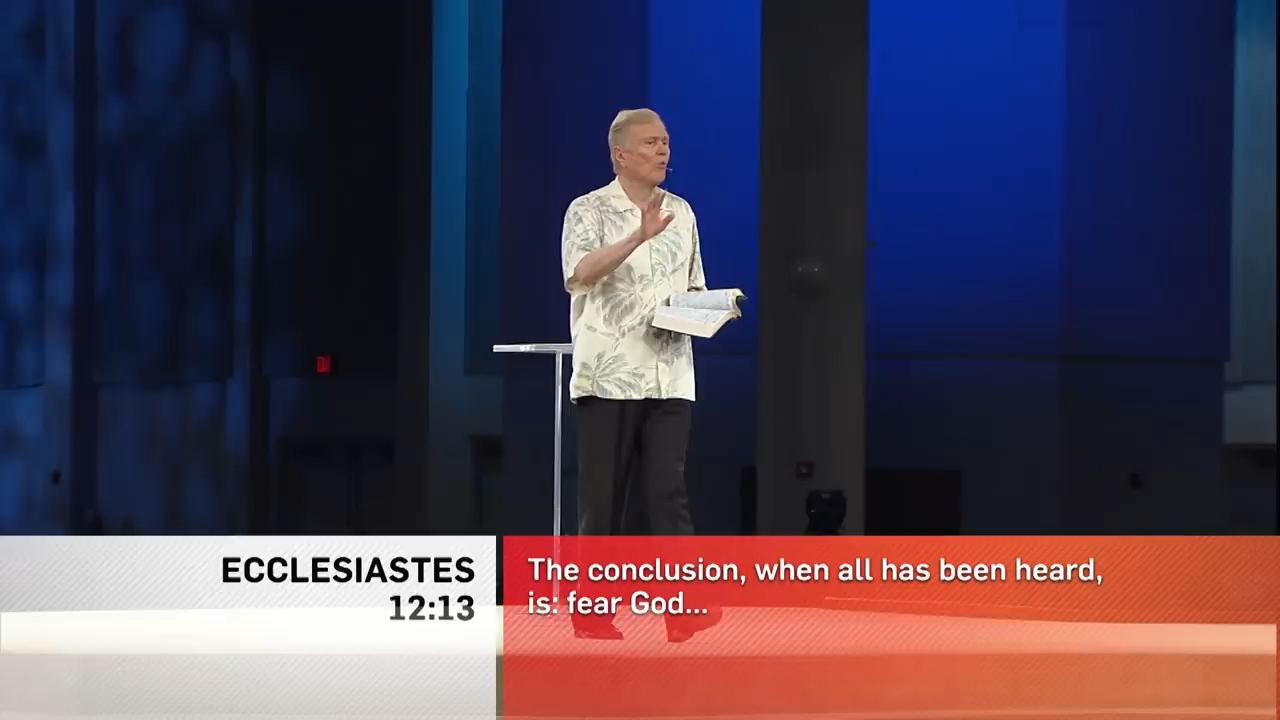 ECCLESIASTES
12:13
The conclusion, when all has been heard,
is: fear God...